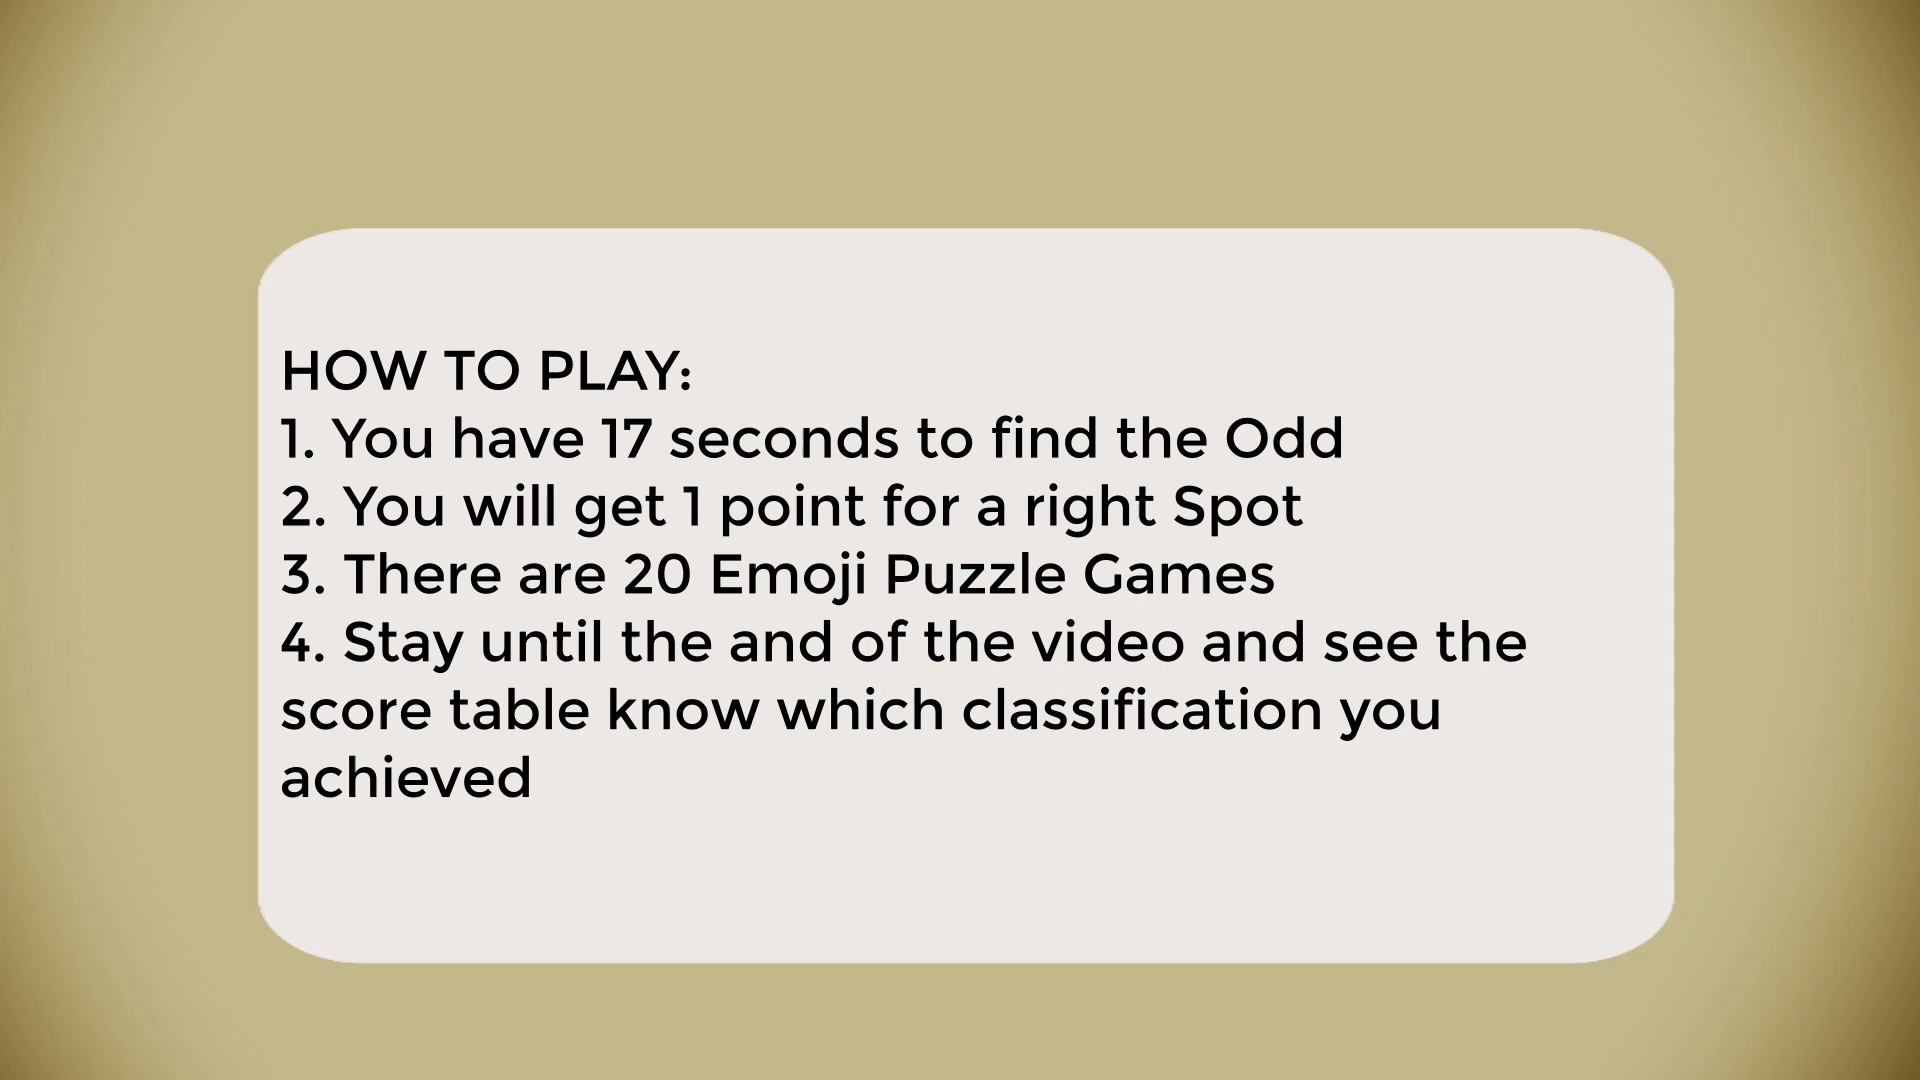 HOW TO PLAY:
1. You have 17 seconds to find the Odd
2. You will get 1 point for a right Spot
3. There are 20 Emoji Puzzle Games
4. Stay until the and of the video and see the
score table know which classification you
achieved